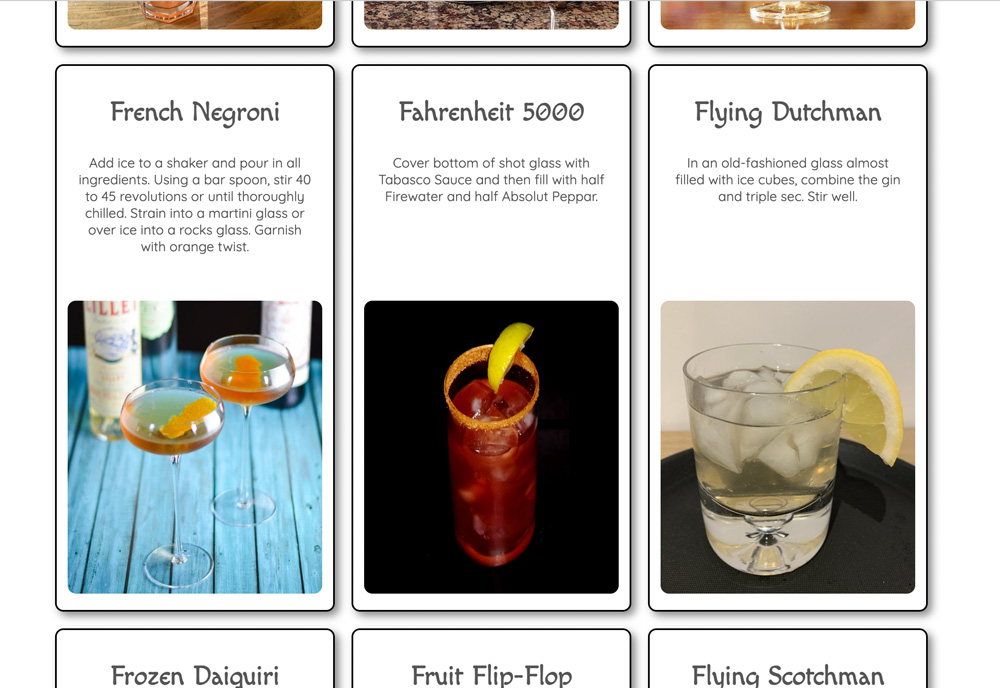 French Negroni
Add ice to a shaker and pour in all
ingredients. Using a bar spoon, stir 40
to 45 revolutions or until thoroughly
chilled. Strain into a martini glass or
over ice into a rocks glass. Garnish
with orange twist.
LILLET
Fahrenheit 5000
Cover bottom of shot glass with
Tabasco Sauce and then fill with half
Firewater and half Absolut Peppar.
Flying Dutchman
In an old-fashioned glass almost
filled with ice cubes, combine the gin
and triple sec. Stir well.
Frozen Daiquiri
Fruit Flip-Flop
Flying Scotchman